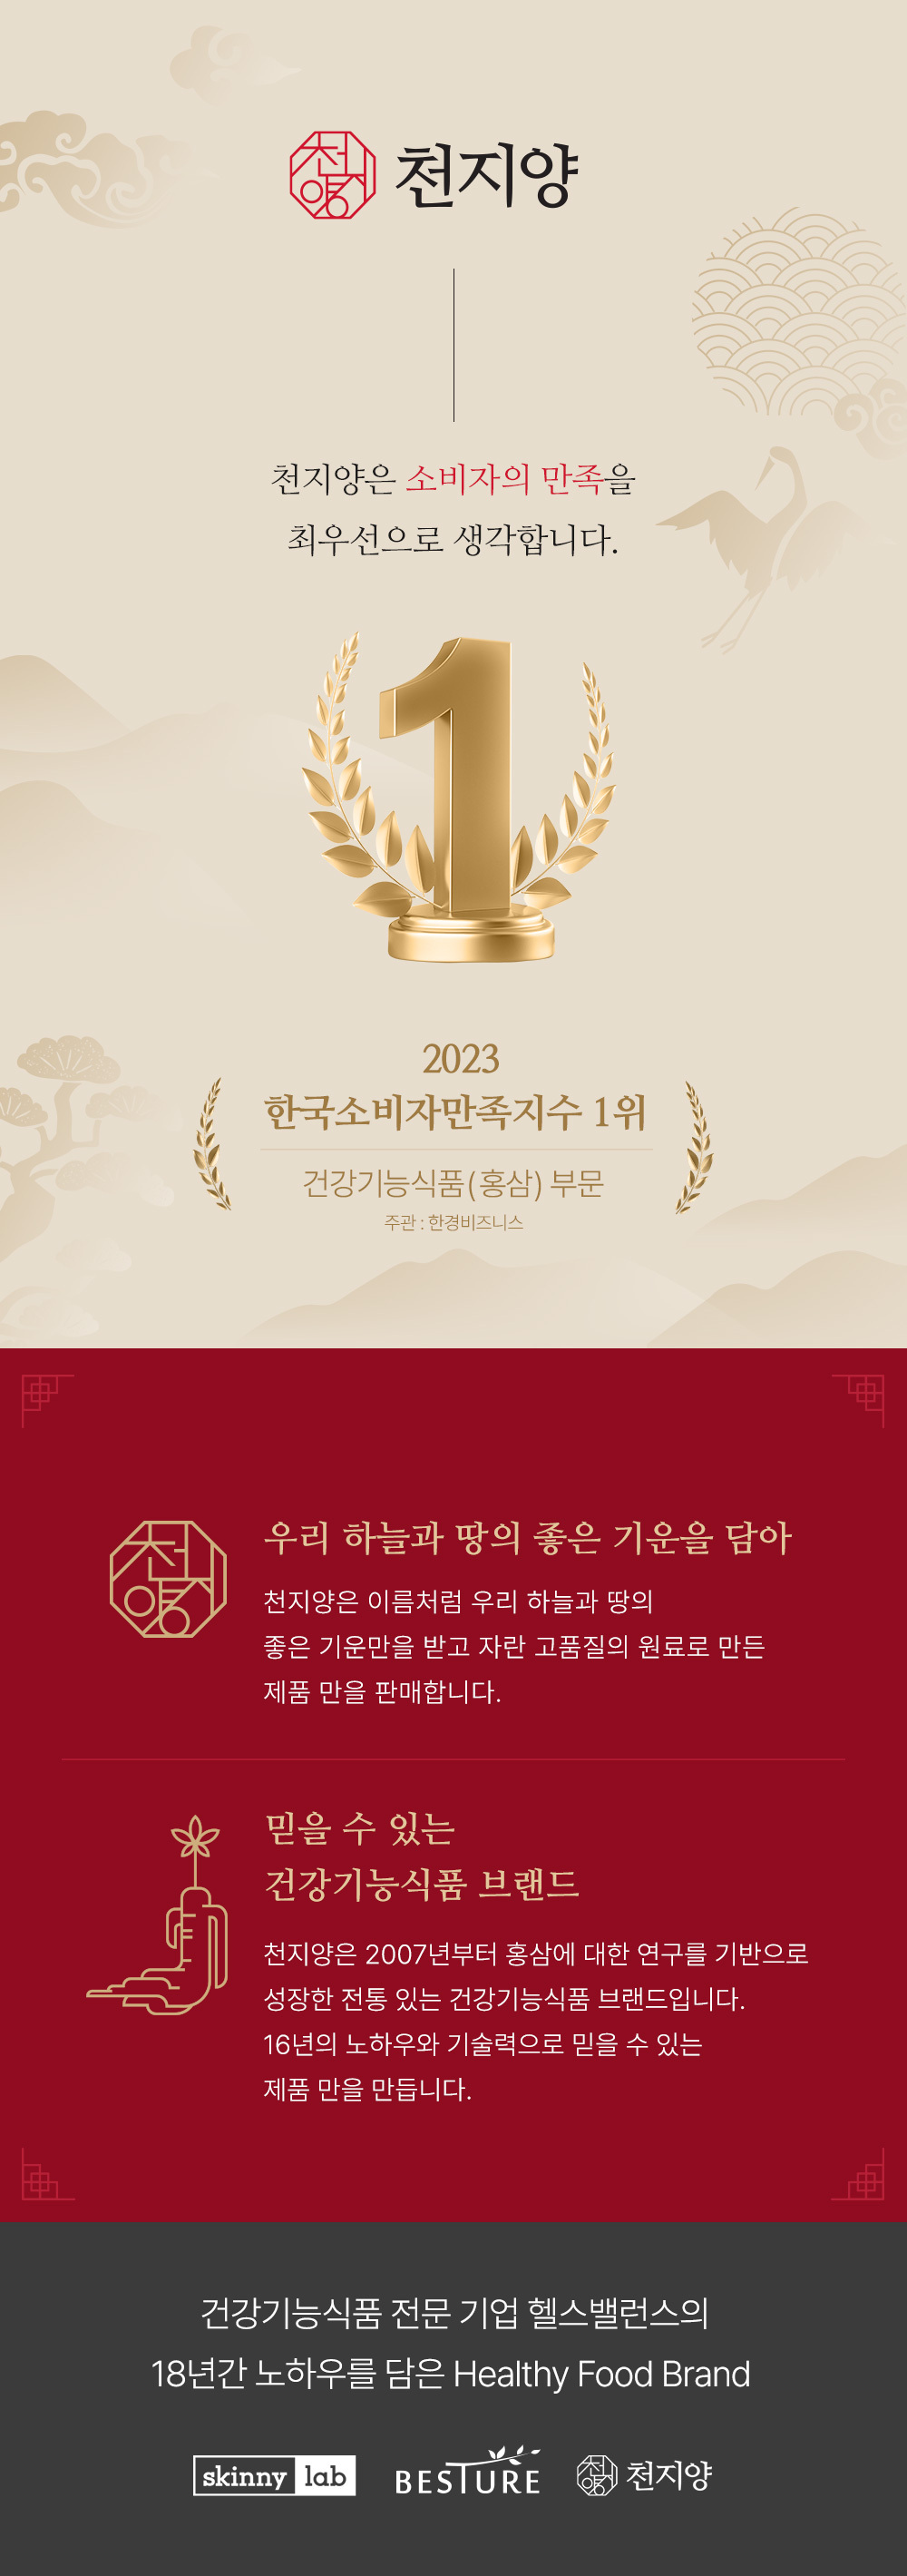 천지양
천지양은 소비자의 만족을
최우선으로 생각합니다.
1
2023
한국소비자만족지수 1위
건강기능식품(홍삼) 부문
주관 : 한경비즈니스
우리 하늘과 땅의 좋은 기운을 담아
천지양은 이름처럼 우리 하늘과 땅의
좋은 기운만을 받고 자란 고품질의 원료로 만든
제품 만을 판매합니다.
믿을 수 있는
건강기능식품 브랜드
천지양은 2007년부터 홍삼에 대한 연구를 기반으로
성장한 전통 있는 건강기능식품 브랜드입니다.
16년의 노하우와 기술력으로 믿을 수 있는
제품 만을 만듭니다.
건강기능식품 전문 기업 헬스밸런스의
18년간 노하우를 담은 Healthy Food Brand
skinny lab BESTURE 천지양